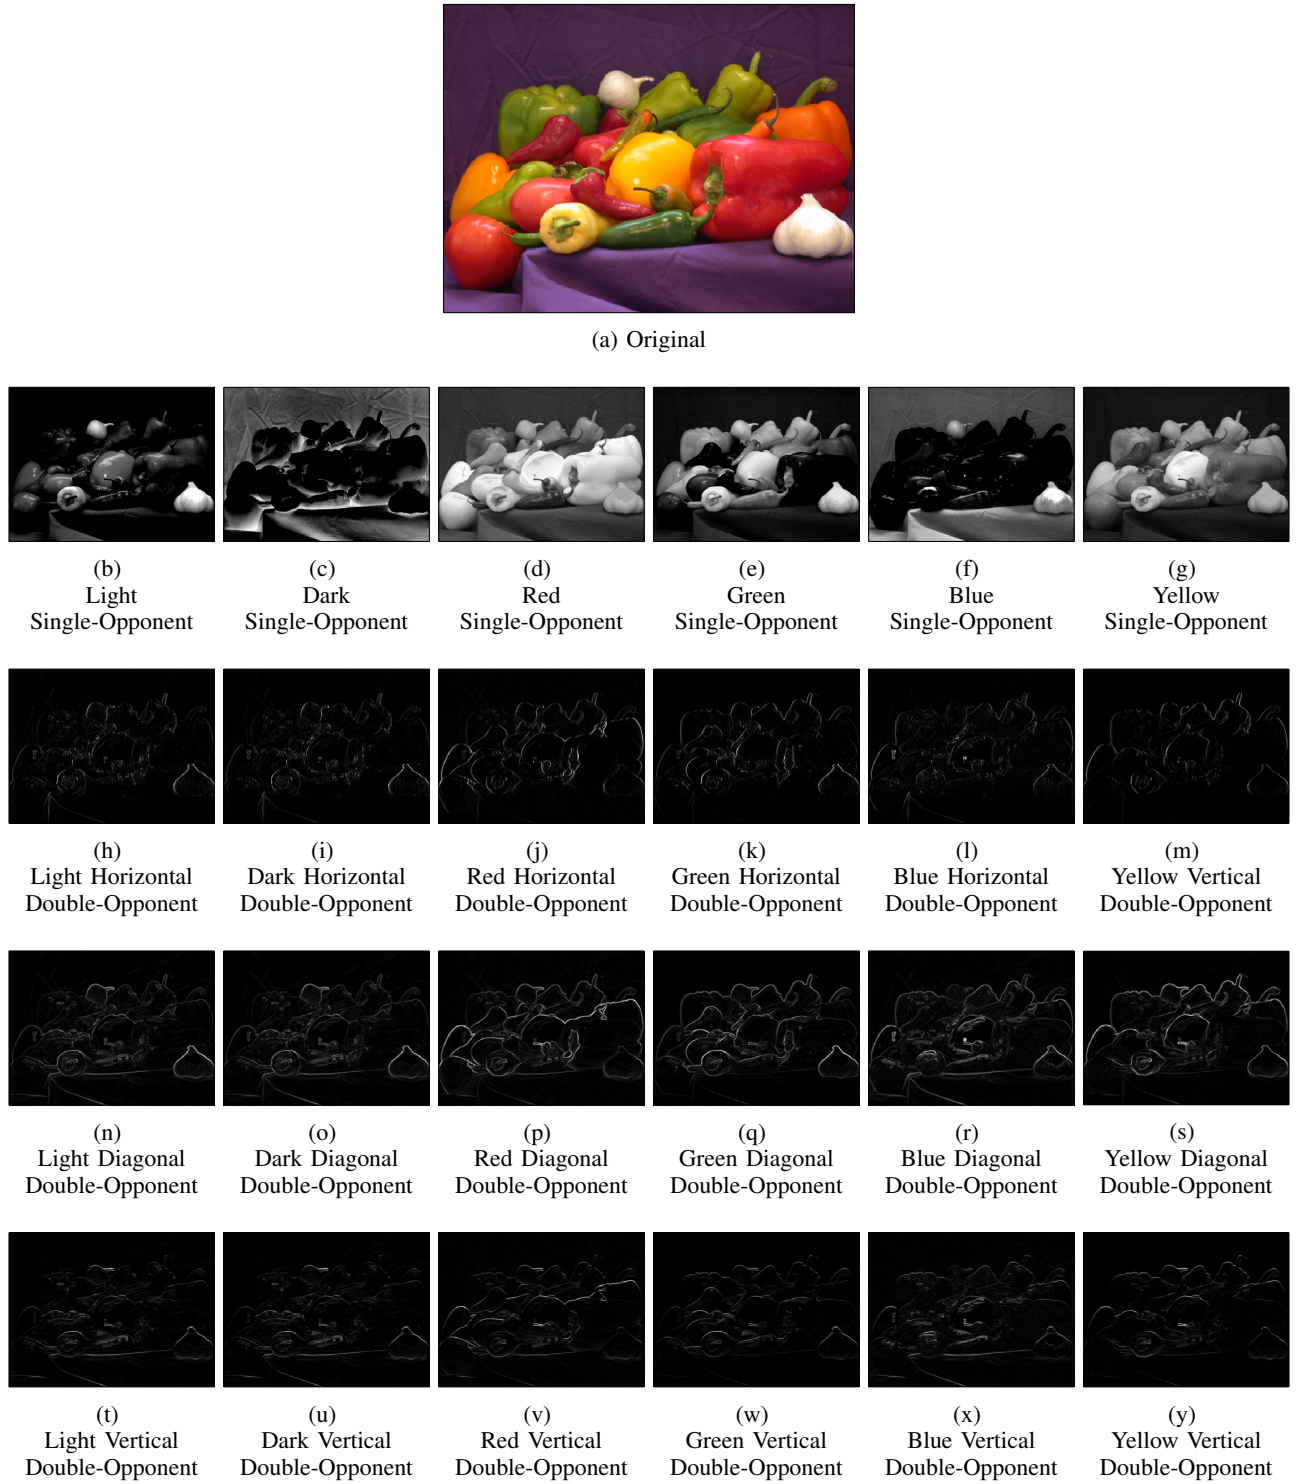 (a) Original
(b)
Light
Single-Opponent
(c)
Dark
Single-Opponent
(d)
Red
Single-Opponent
(e)
Green
Single-Opponent
(f)
Blue
Single-Opponent
(g)
Yellow
Single-Opponent
(h)
Light Horizontal
Double-Opponent
(i)
Dark Horizontal
Double-Opponent
(j)
Red Horizontal
Double-Opponent
(k)
Green Horizontal
Double-Opponent
(l)
Blue Horizontal
Double-Opponent
(m)
Yellow Vertical
Double-Opponent
(n)
Light Diagonal
Double-Opponent
(o)
Dark Diagonal
Double-Opponent
(p)
Red Diagonal
Double-Opponent
(q)
Green Diagonal
Double-Opponent
(r)
Blue Diagonal
Double-Opponent
(s)
Yellow Diagonal
Double-Opponent
(t)
Light Vertical
Double-Opponent
(u)
Dark Vertical
Double-Opponent
(v)
Red Vertical
Double-Opponent
(w)
Green Vertical
Double-Opponent
(x)
Blue Vertical
Double-Opponent
(y)
Yellow Vertical
Double-Opponent